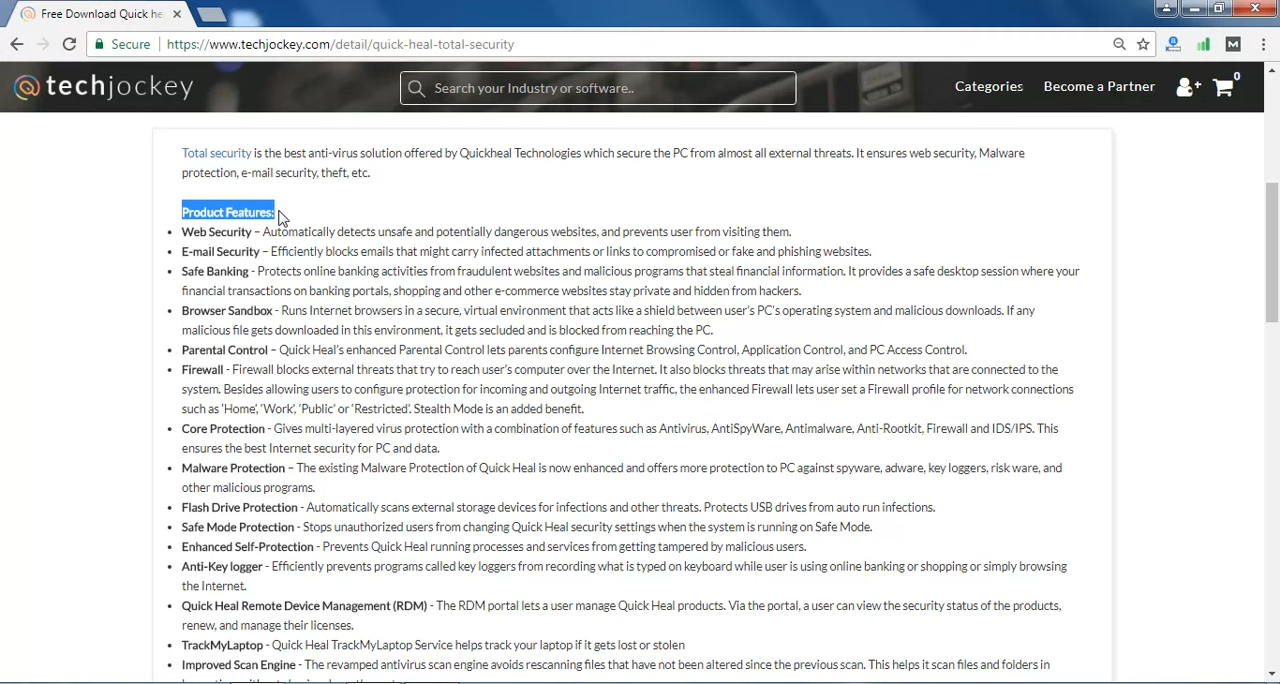 Free Download Quick he
Secure
https://www.techjockey.com/detail/quick-heal-total-security
techjockey
Search your Industry or software..
Categories
Become a Partner
0
Total security is the best anti-virus solution offered by Quickheal Technologies which secure the PC from almost all external threats. It ensures web security, Malware
protection, e-mail security, theft, etc.
Product Features:
• Web Security – Automatically detects unsafe and potentially dangerous websites, and prevents user from visiting them.
• E-mail Security – Efficiently blocks emails that might carry infected attachments or links to compromised or fake and phishing websites.
• Safe Banking - Protects online banking activities from fraudulent websites and malicious programs that steal financial information. It provides a safe desktop session where your
financial transactions on banking portals, shopping and other e-commerce websites stay private and hidden from hackers.
• Browser Sandbox - Runs Internet browsers in a secure, virtual environment that acts like a shield between user's PC's operating system and malicious downloads. If any
malicious file gets downloaded in this environment, it gets secluded and is blocked from reaching the PC.
• Parental Control – Quick Heal's enhanced Parental Control lets parents configure Internet Browsing Control, Application Control, and PC Access Control.
• Firewall - Firewall blocks external threats that try to reach user's computer over the Internet. It also blocks threats that may arise within networks that are connected to the
system. Besides allowing users to configure protection for incoming and outgoing Internet traffic, the enhanced Firewall lets user set a Firewall profile for network connections
such as 'Home', 'Work', 'Public' or 'Restricted'. Stealth Mode is an added benefit.
• Core Protection - Gives multi-layered virus protection with a combination of features such as Antivirus, AntiSpyWare, Antimalware, Anti-Rootkit, Firewall and IDS/IPS. This
ensures the best Internet security for PC and data.
• Malware Protection – The existing Malware Protection of Quick Heal is now enhanced and offers more protection to PC against spyware, adware, key loggers, risk ware, and
other malicious programs.
• Flash Drive Protection - Automatically scans external storage devices for infections and other threats. Protects USB drives from auto run infections.
• Safe Mode Protection - Stops unauthorized users from changing Quick Heal security settings when the system is running on Safe Mode.
• Enhanced Self-Protection - Prevents Quick Heal running processes and services from getting tampered by malicious users.
• Anti-Key logger - Efficiently prevents programs called key loggers from recording what is typed on keyboard while user is using online banking or shopping or simply browsing
the Internet.
• Quick Heal Remote Device Management (RDM) - The RDM portal lets a user manage Quick Heal products. Via the portal, a user can view the security status of the products,
renew, and manage their licenses.
• TrackMyLaptop - Quick Heal TrackMyLaptop Service helps track your laptop if it gets lost or stolen
• Improved Scan Engine - The revamped antivirus scan engine avoids rescanning files that have not been altered since the previous scan. This helps it scan files and folders in